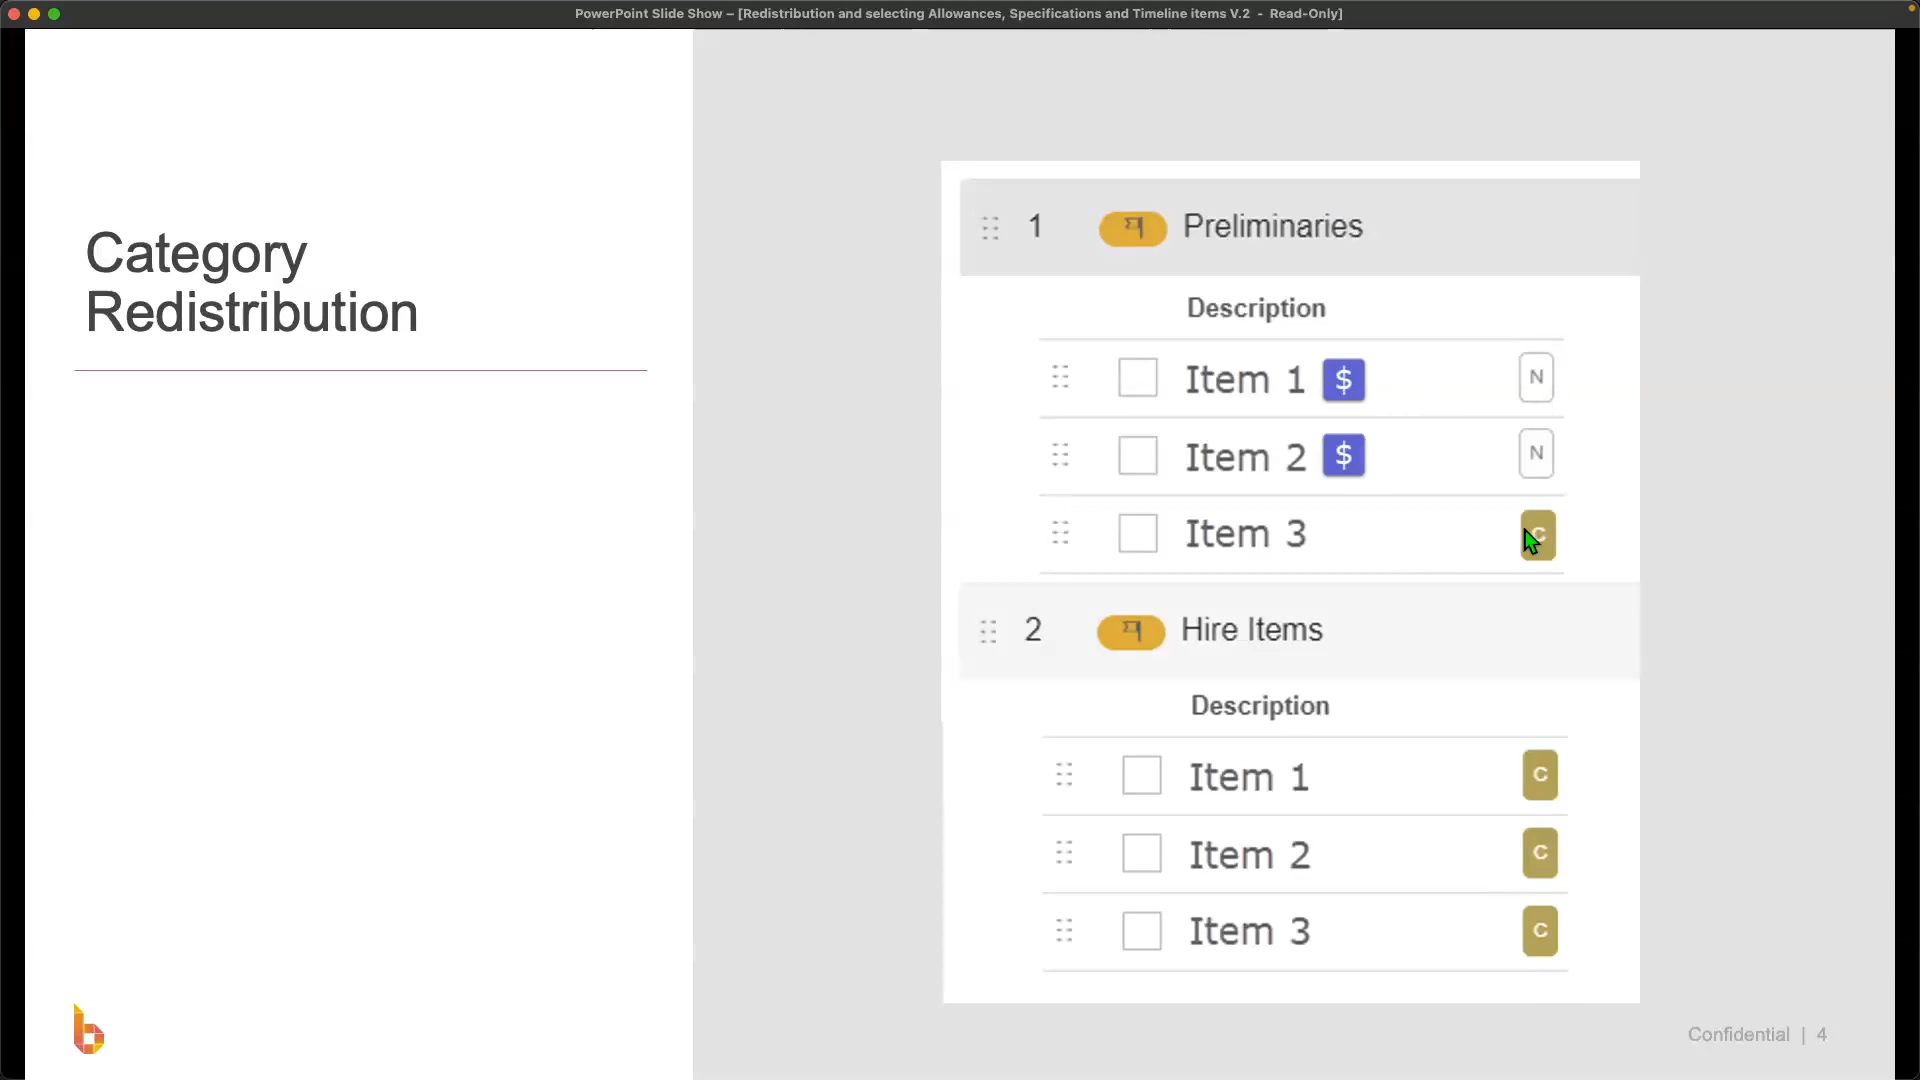 PowerPoint Slide Show – [Redistribution and selecting Allowances, Specifications and Timeline items V.2 - Read-Only]
Category
Redistribution
1 Preliminaries
Description
Item 1 $ N
Item 2 $ N
Item 3 C
2 Hire Items
Description
Item 1 C
Item 2 C
Item 3 C
Confidential | 4